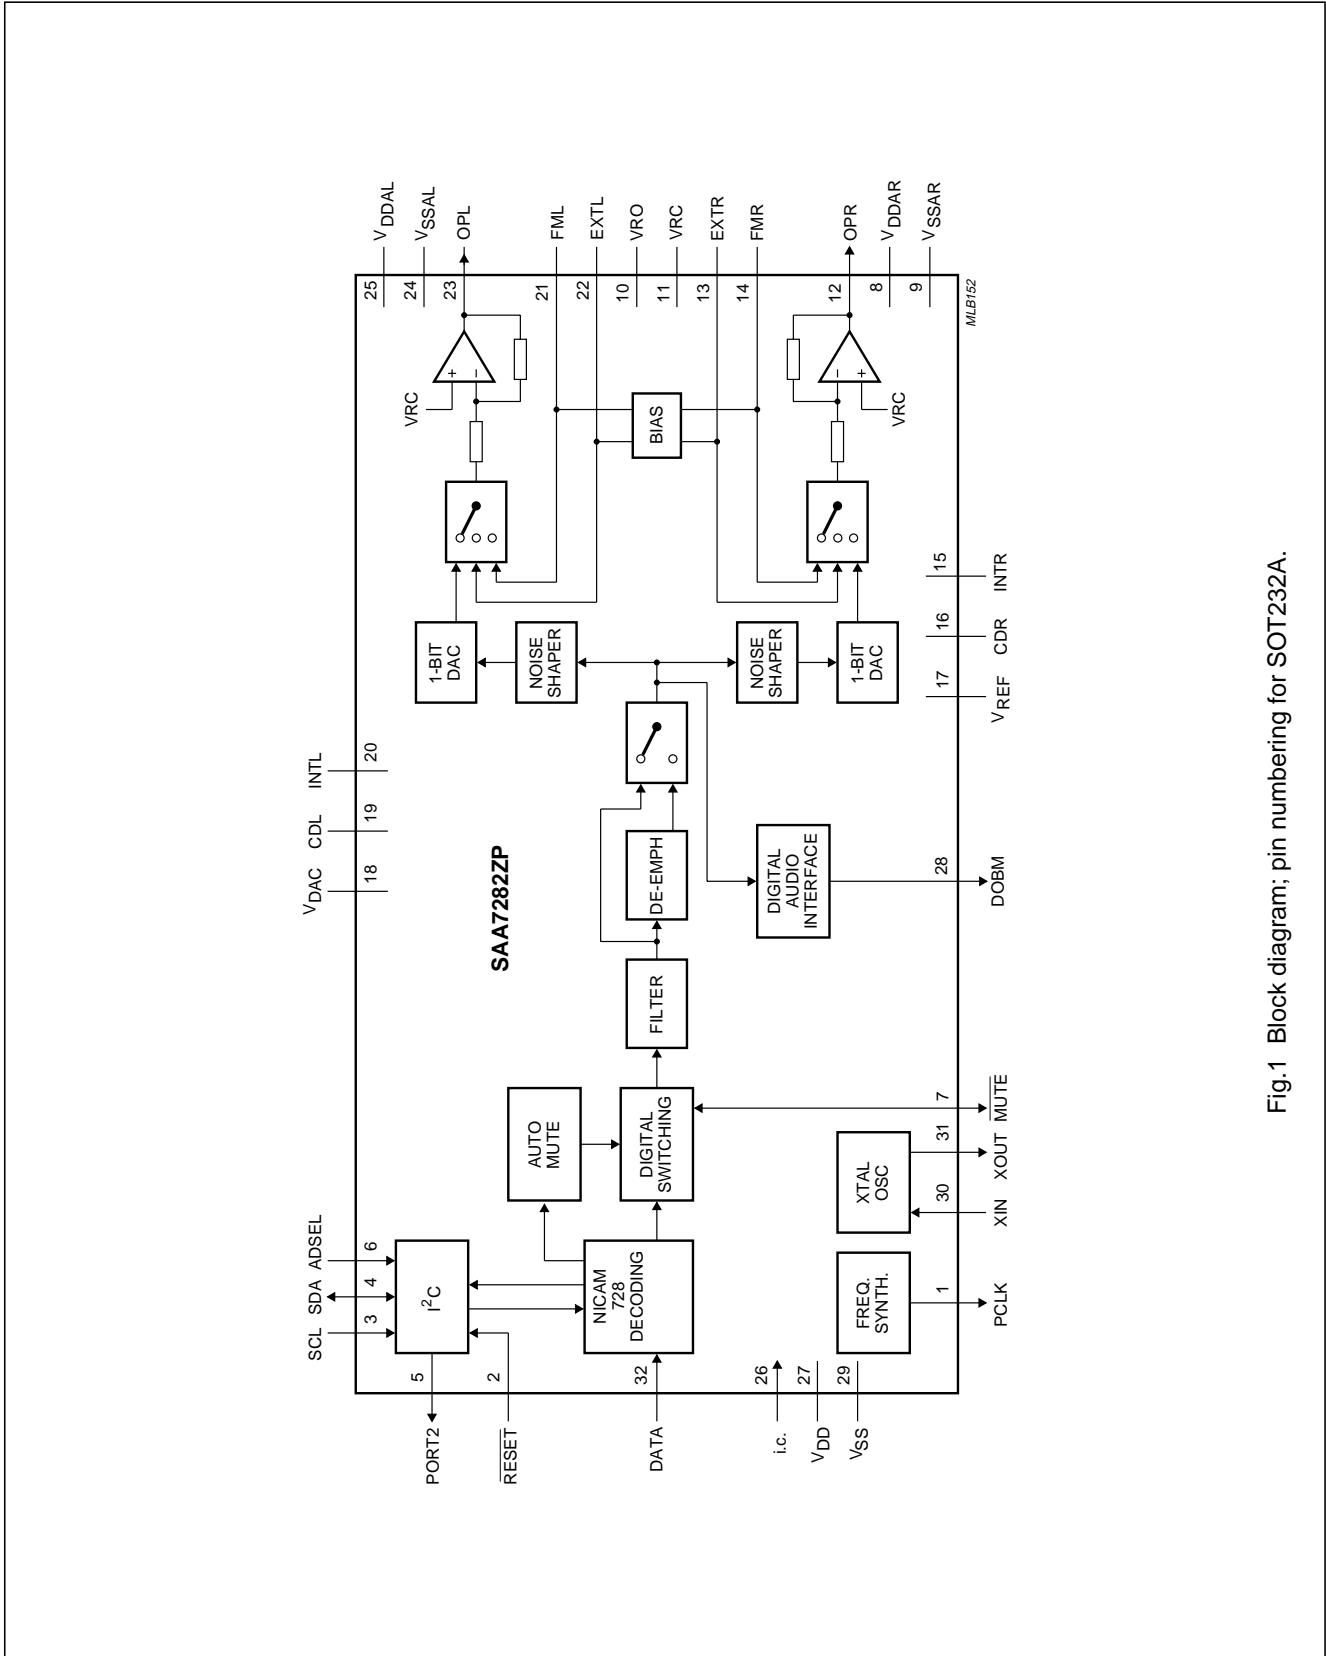 SCL
SDA
ADSEL
3
4
6
V DAC
CDL
INTL
18
19
20
PORT2
5
I²C
RESET
2
SAA7282ZP
AUTO
MUTE
DATA
32
NICAM
728
DECODING
DIGITAL
SWITCHING
FILTER
DE-EMPH
1-BIT
DAC
NOISE
SHAPER
NOISE
SHAPER
1-BIT
DAC
DIGITAL
AUDIO
INTERFACE
VRC
+
−
BIAS
−
+
VRC
25
V DDAL
24
V SSAL
23
OPL
21
FML
22
EXTL
10
VRO
11
VRC
13
EXTR
14
FMR
12
OPR
8
V DDAR
9
V SSAR
i.c.
26
V DD
27
V SS
29
FREQ.
SYNTH.
XTAL
OSC
1
30
31
7
28
17
16
15
PCLK
XIN
XOUT
MUTE
DOBM
V REF
CDR
INTR
MLB152
Fig.1 Block diagram; pin numbering for SOT232A.